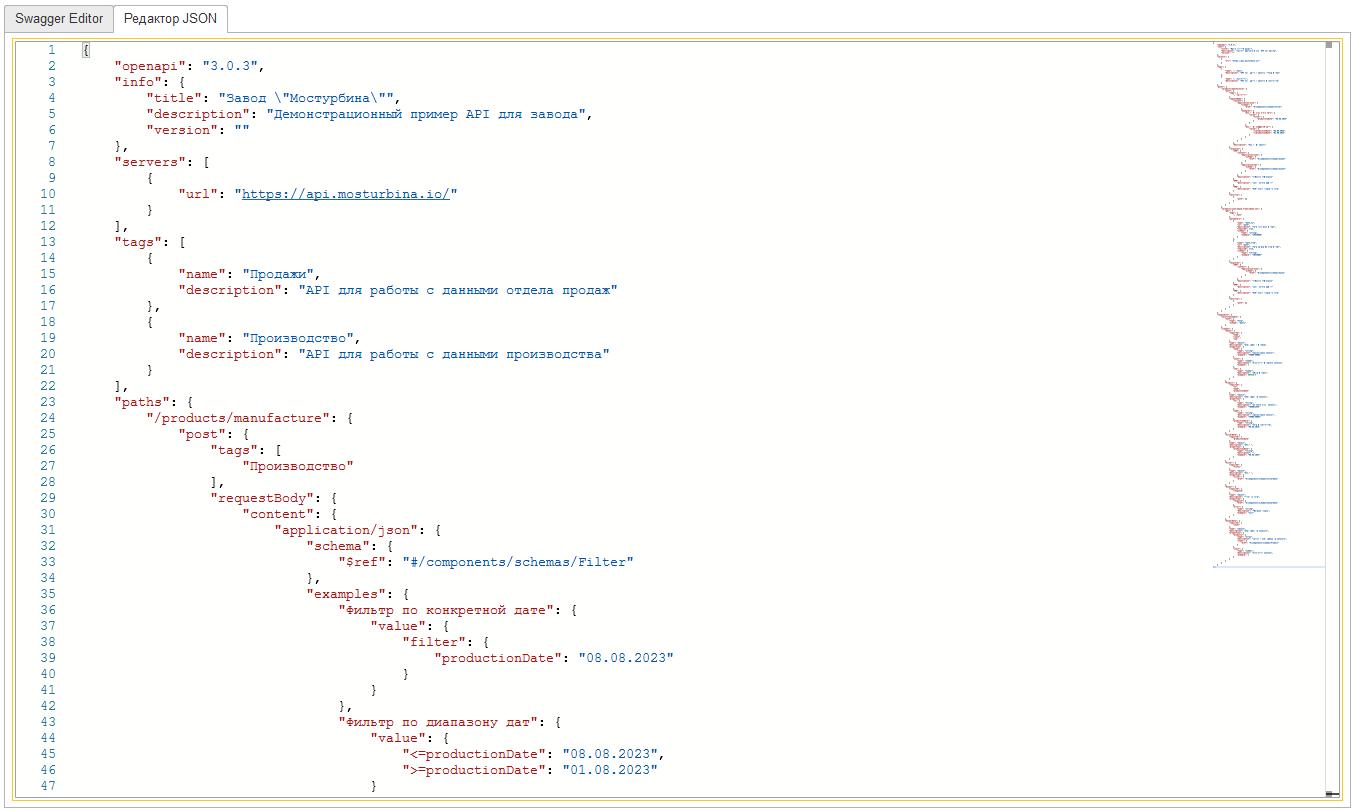 Swagger Editor Редактор JSON
1 {
2 "openapi": "3.0.3",
3 "info": {
4 "title": "Завод \"Мостурбина\"",
5 "description": "Демонстрационный пример API для завода",
6 "version": ""
7 },
8 "servers": [
9 {
10 "url": "https://api.mosturbina.io/"
11 }
12 ],
13 "tags": [
14 {
15 "name": "Продажи",
16 "description": "API для работы с данными отдела продаж"
17 },
18 {
19 "name": "Производство",
20 "description": "API для работы с данными производства"
21 }
22 ],
23 "paths": {
24 "/products/manufacture": {
25 "post": {
26 "tags": [
27 "Производство"
28 ],
29 "requestBody": {
30 "content": {
31 "application/json": {
32 "schema": {
33 "$ref": "#/components/schemas/Filter"
34 },
35 "examples": {
36 "Фильтр по конкретной дате": {
37 "value": {
38 "filter": {
39 "productionDate": "08.08.2023"
40 }
41 }
42 },
43 "Фильтр по диапазону дат": {
44 "value": {
45 "<=productionDate": "08.08.2023",
46 ">=productionDate": "01.08.2023"
47 }